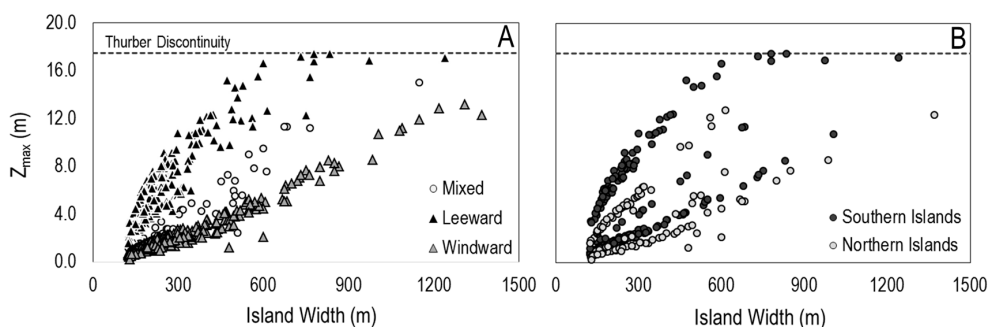 20.0
16.0
12.0
8.0
4.0
0.0
Z_max (m)
Thurber Discontinuity
A
Mixed
Leeward
Windward
0 300 600 900 1200 1500
Island Width (m)
B
Southern Islands
Northern Islands
0 300 600 900 1200 1500
Island Width (m)